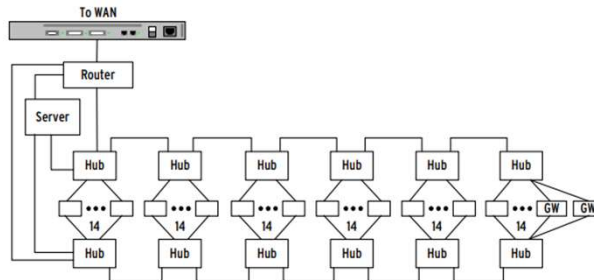 To WAN
Router
Server
Hub Hub Hub Hub Hub Hub
••• ••• ••• ••• ••• ••• GW GW
14 14 14 14 14 14
Hub Hub Hub Hub Hub Hub